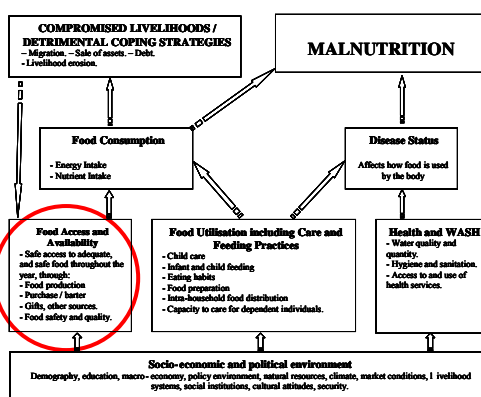 COMPROMISED LIVELIHOODS /
DETRIMENTAL COPING STRATEGIES
– Migration. – Sale of assets. – Debt.
- Livelihood erosion.
MALNUTRITION
Food Consumption
- Energy Intake
- Nutrient Intake
Disease Status
Affects how food is used
by the body
Food Access and
Availability
- Safe access to adequate,
and safe food throughout the
year, through:
- Food production
- Purchase / barter
- Gifts, other sources.
- Food safety and quality.
Food Utilisation including Care and
Feeding Practices
- Child care
- Infant and child feeding
- Eating habits
- Food preparation
- Intra-household food distribution
- Capacity to care for dependent individuals.
Health and WASH
- Water quality and
quantity.
- Hygiene and sanitation.
- Access to and use of
health services.
Socio-economic and political environment
Demography, education, macro - economy, policy environment, natural resources, climate, market conditions, l ivelihood
systems, social institutions, cultural attitudes, security.